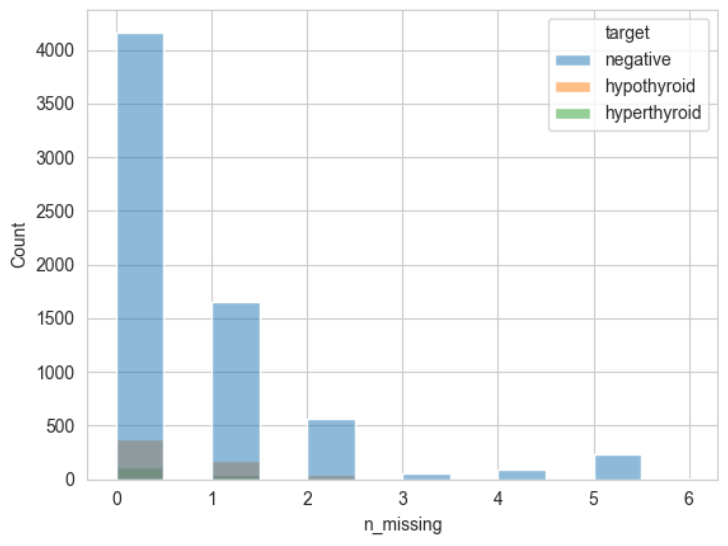 target
negative
hypothyroid
hyperthyroid
4000
3500
3000
2500
2000
1500
1000
500
0
Count
0 1 2 3 4 5 6
n_missing